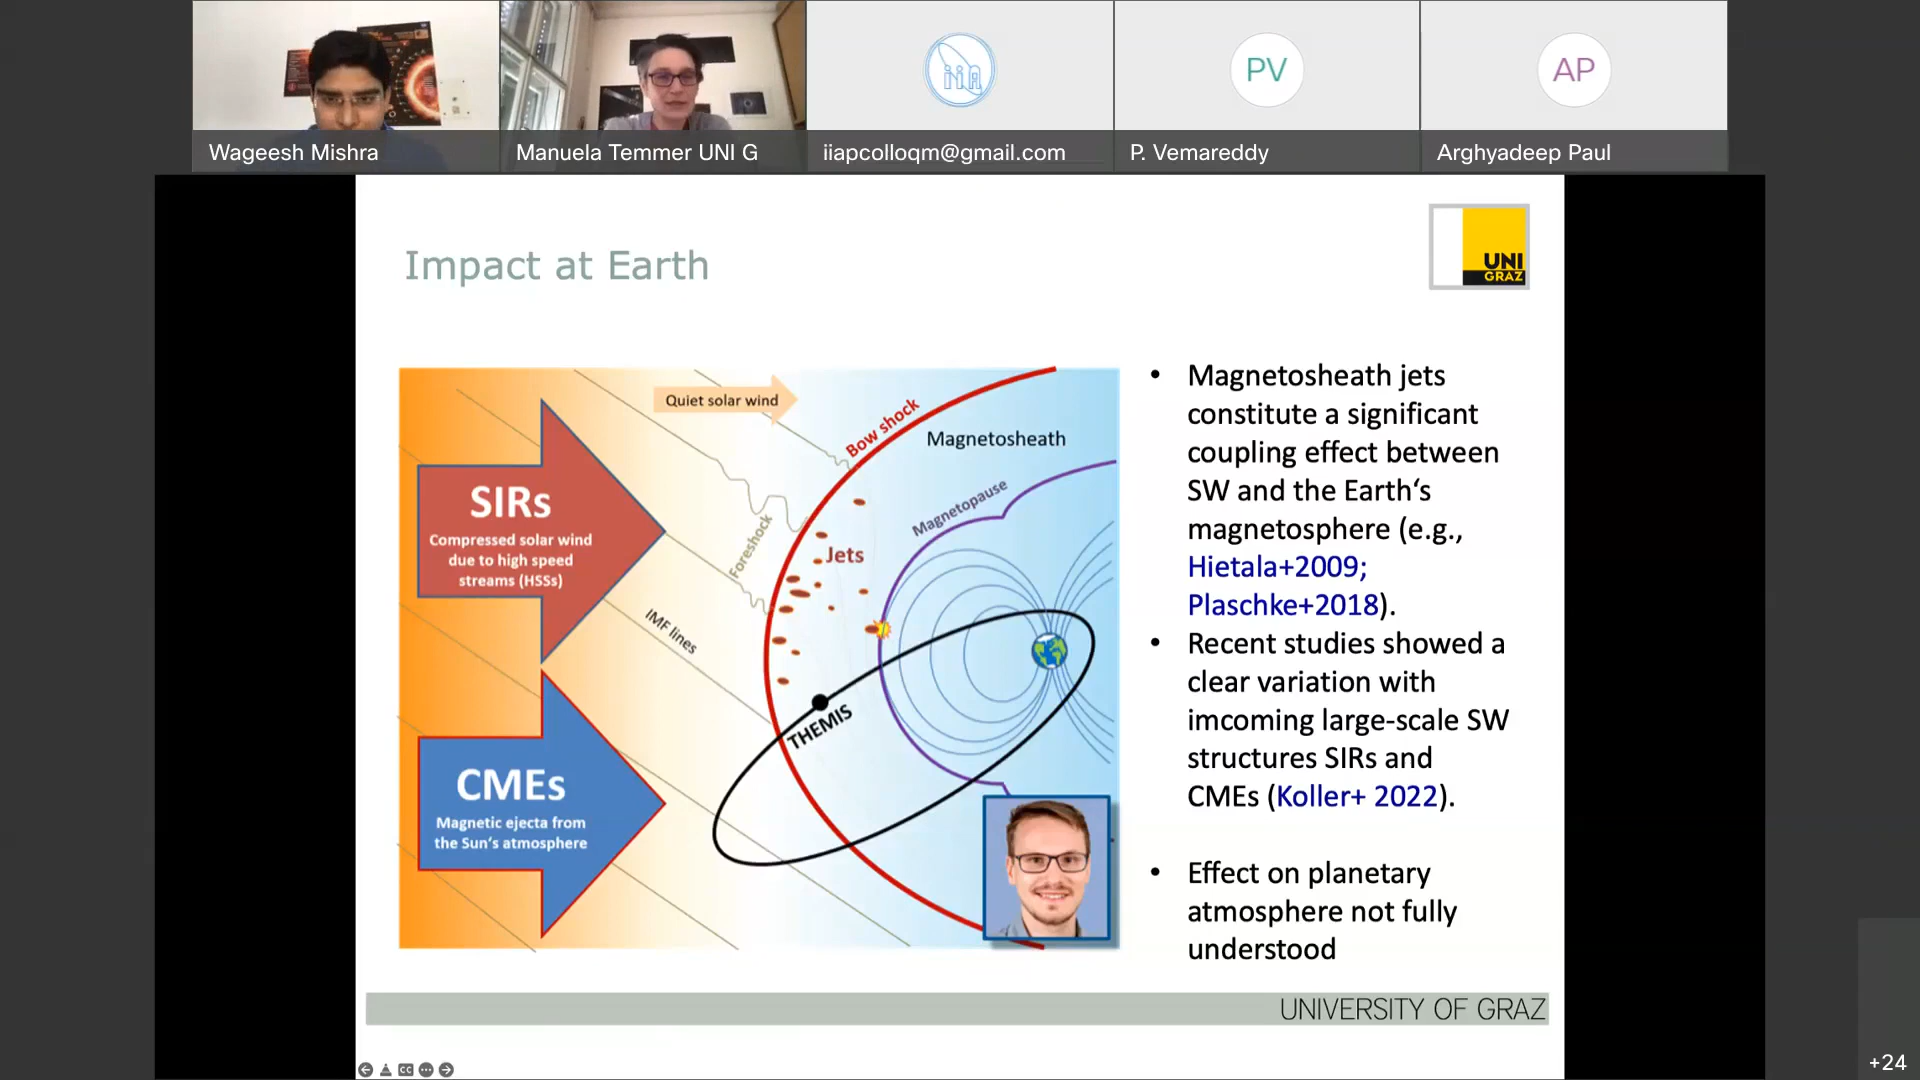 Wageesh Mishra
Manuela Temmer UNI G
iiapcolloqm@gmail.com
P. Vemareddy
Arghyadeep Paul
iiA
PV
AP
Impact at Earth
UNI
GRAZ
Quiet solar wind
Bow shock
Magnetosheath
Magnetopause
Foreshock
Jets
SIRs
Compressed solar wind
due to high speed
streams (HSSs)
IMF lines
THEMIS
CMEs
Magnetic ejecta from
the Sun's atmosphere
• Magnetosheath jets
constitute a significant
coupling effect between
SW and the Earth‘s
magnetosphere (e.g.,
Hietala+2009;
Plaschke+2018).
• Recent studies showed a
clear variation with
imcoming large-scale SW
structures SIRs and
CMEs (Koller+ 2022).
• Effect on planetary
atmosphere not fully
understood
UNIVERSITY OF GRAZ
CC
+24